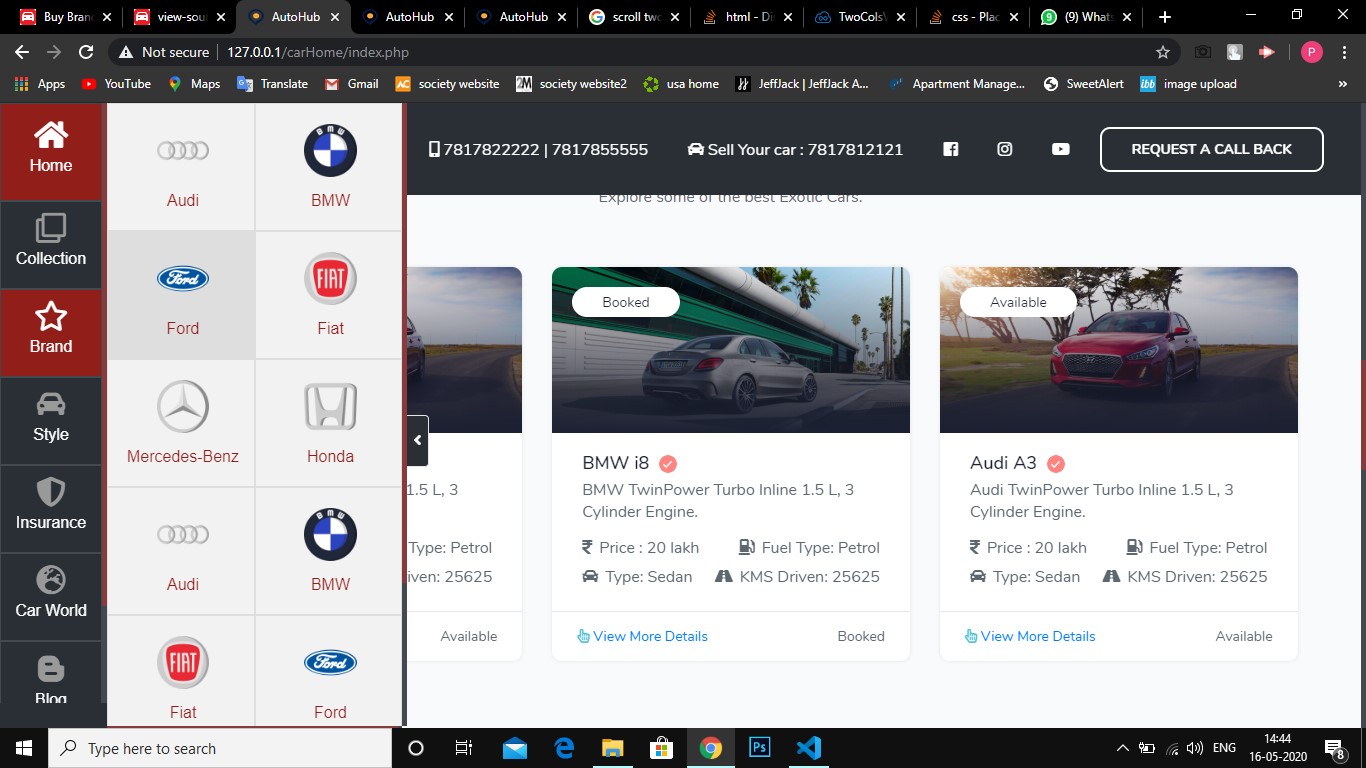 Buy Bran
view-sou
AutoHub
AutoHub
AutoHub
scroll two
html - Di
TwoColsV
css - Plac
(9) Whats
Not secure | 127.0.0.1/carHome/index.php
P
Apps
YouTube
Maps
Translate
Gmail
society website
society website2
usa home
JeffJack | JeffJack A...
Apartment Manage...
SweetAlert
image upload
»
Home
Collection
Brand
Style
Insurance
Car World
Blog
Audi
BMW
Ford
Fiat
Mercedes-Benz
Honda
Audi
BMW
Fiat
Ford
7817822222 | 7817855555
Sell Your car : 7817812121
REQUEST A CALL BACK
Explore some of the best Exotic Cars.
1.5 L, 3
Type: Petrol
iven: 25625
Available
Booked
BMW i8
BMW TwinPower Turbo Inline 1.5 L, 3
Cylinder Engine.
₹ Price : 20 lakh
Fuel Type: Petrol
Type: Sedan
KMS Driven: 25625
View More Details
Booked
Available
Audi A3
Audi TwinPower Turbo Inline 1.5 L, 3
Cylinder Engine.
₹ Price : 20 lakh
Fuel Type: Petrol
Type: Sedan
KMS Driven: 25625
View More Details
Available
Type here to search
ENG
14:44
16-05-2020
8